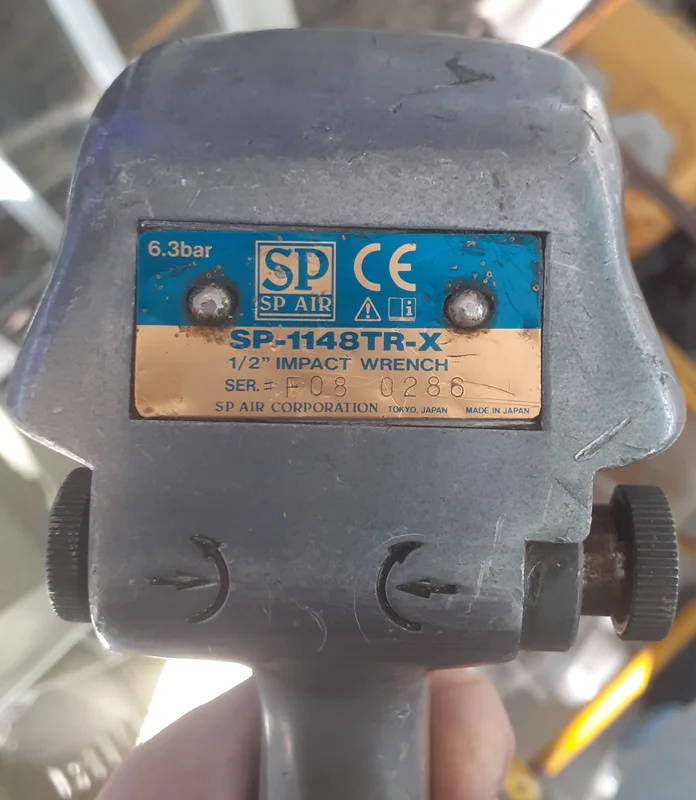 6.3bar
SP
SP AIR
CE
i
SP-1148TR-X
1/2" IMPACT WRENCH
SER.# F08 0286
SP AIR CORPORATION TOKYO, JAPAN MADE IN JAPAN